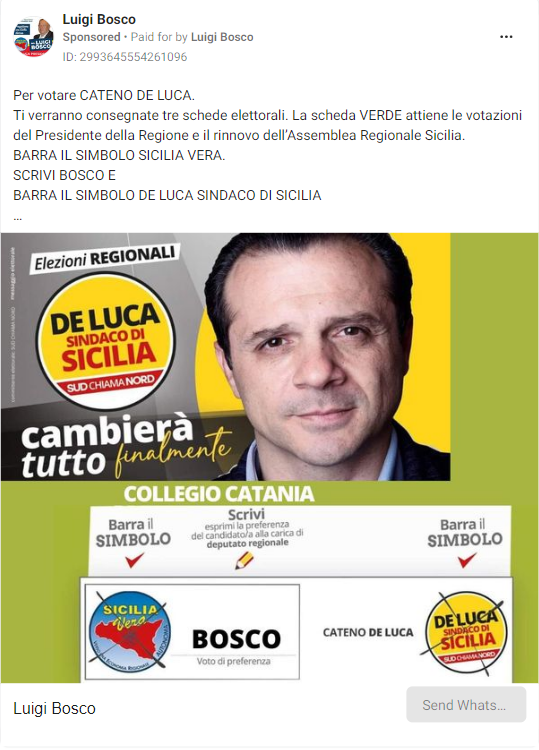 Luigi Bosco
Sponsored • Paid for by Luigi Bosco
ID: 2993645554261096
Per votare CATENO DE LUCA.
Ti verranno consegnate tre schede elettorali. La scheda VERDE attiene le votazioni
del Presidente della Regione e il rinnovo dell'Assemblea Regionale Sicilia.
BARRA IL SIMBOLO SICILIA VERA.
SCRIVI BOSCO E
BARRA IL SIMBOLO DE LUCA SINDACO DI SICILIA
...
Elezioni REGIONALI
DE LUCA
SINDACO DI
SICILIA
SUD CHIAMA NORD
cambierà
tutto finalmente
COLLEGIO CATANIA
Barra il
SIMBOLO
Scrivi
esprimi la preferenza
del candidato/a alla carica di
deputato regionale
Barra il
SIMBOLO
SICILIA
Vera
BOSCO
Voto di preferenza
CATENO DE LUCA
DE LUCA
SINDACO DI
SICILIA
SUD CHIAMA NORD
Luigi Bosco
Send Whats...